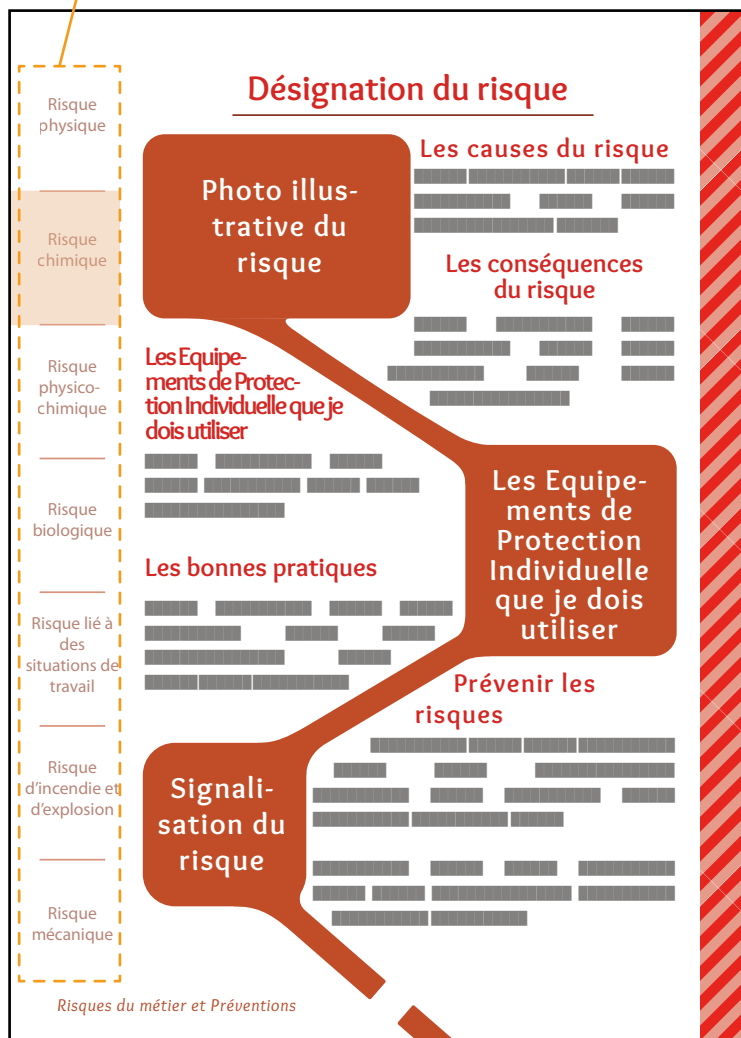 Désignation du risque
Risque
physique
Risque
chimique
Risque
physico-
chimique
Risque
biologique
Risque lié à
des
situations de
travail
Risque
d'incendie et
d'explosion
Risque
mécanique
Photo illus-
trative du
risque
Les causes du risque
Les conséquences
du risque
Les Equipe-
ments de Protec-
tion Individuelle que je
dois utiliser
Les Equipe-
ments de
Protection
Individuelle
que je dois
utiliser
Les bonnes pratiques
Prévenir les
risques
Signali-
sation du
risque
Risques du métier et Préventions